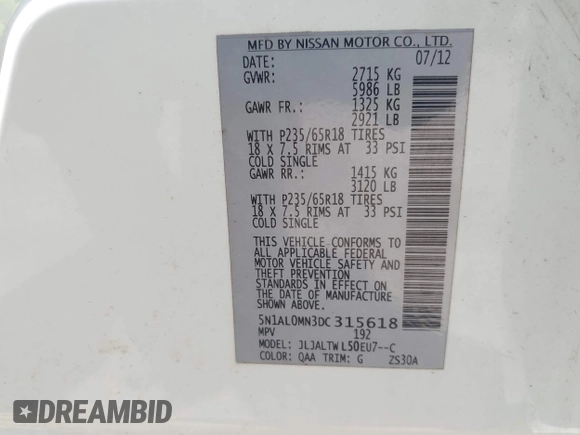 MFD BY NISSAN MOTOR CO., LTD.
DATE: 07/12
GVWR: 2715 KG
5986 LB
GAWR FR.: 1325 KG
2921 LB
WITH P235/65R18 TIRES
18 X 7.5 RIMS AT 33 PSI
COLD SINGLE
GAWR RR.: 1415 KG
3120 LB
WITH P235/65R18 TIRES
18 X 7.5 RIMS AT 33 PSI
COLD SINGLE
THIS VEHICLE CONFORMS TO
ALL APPLICABLE FEDERAL
MOTOR VEHICLE SAFETY AND
THEFT PREVENTION
STANDARDS IN EFFECT ON
THE DATE OF MANUFACTURE
SHOWN ABOVE.
5N1AL0MN3DC315618
MPV 192
MODEL: JLJALTW L50EU7--C
COLOR: QAA TRIM: G ZS30A
DREAMBID